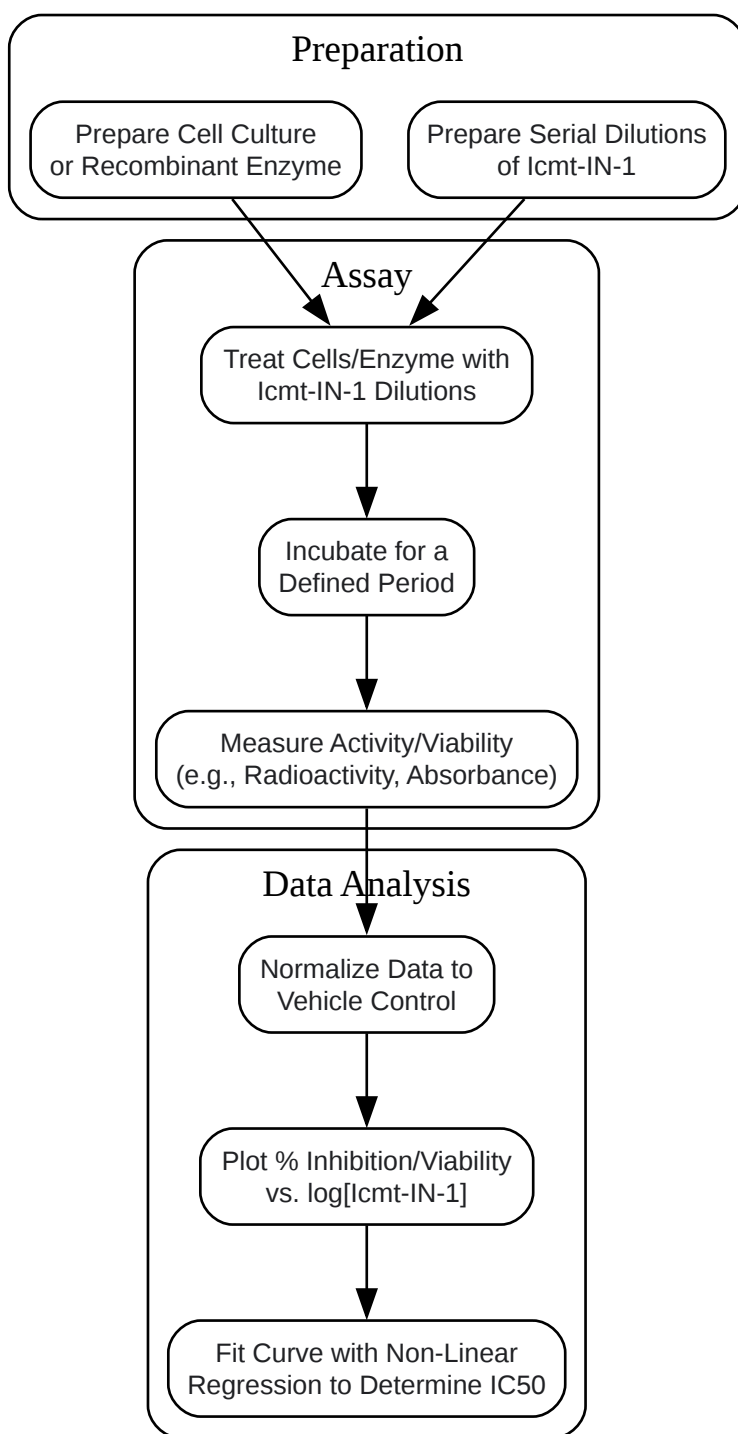 Preparation
Prepare Cell Culture
or Recombinant Enzyme
Prepare Serial Dilutions
of Icmt-IN-1
Assay
Treat Cells/Enzyme with
Icmt-IN-1 Dilutions
Incubate for a
Defined Period
Measure Activity/Viability
(e.g., Radioactivity, Absorbance)
Data Analysis
Normalize Data to
Vehicle Control
Plot % Inhibition/Viability
vs. log[Icmt-IN-1]
Fit Curve with Non-Linear
Regression to Determine IC50